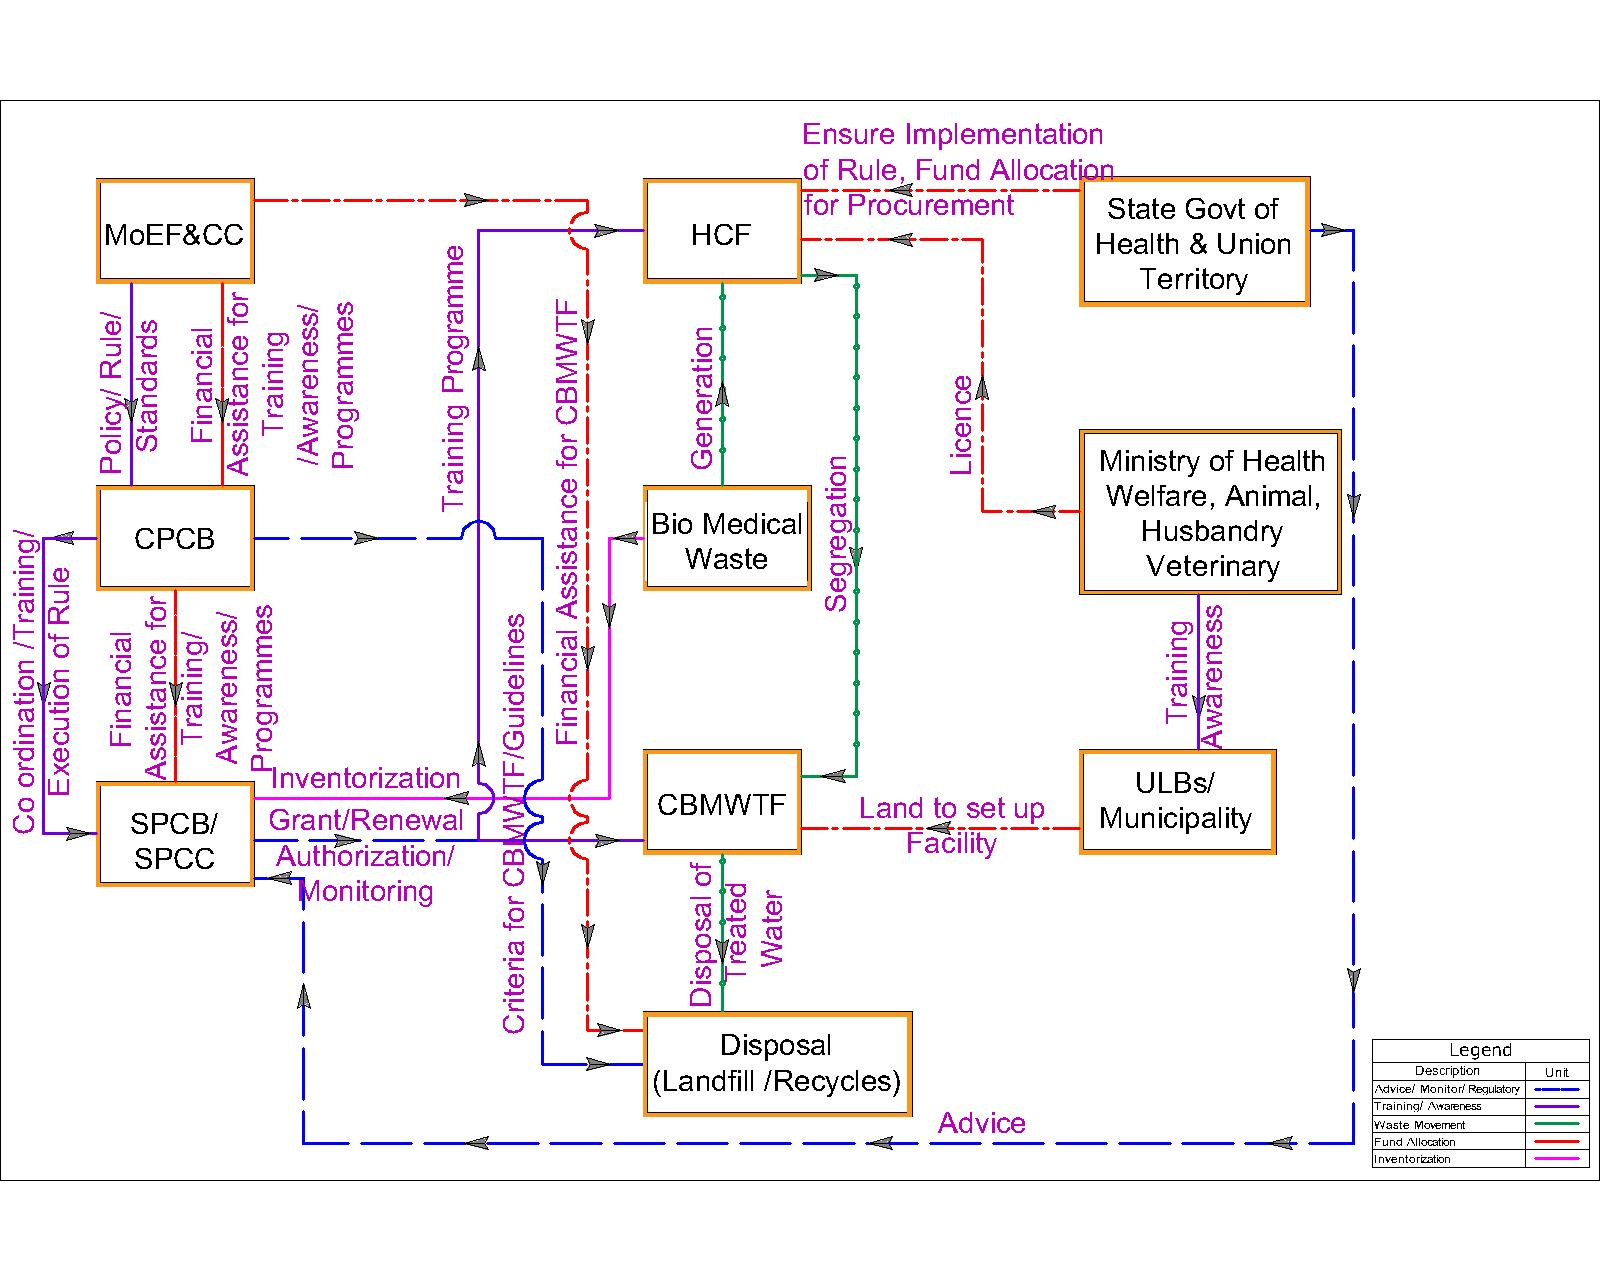 Ensure Implementation
of Rule, Fund Allocation
for Procurement
MoEF&CC
HCF
State Govt of
Health & Union
Territory
Policy/ Rule/
Standards
Financial
Assistance for
Training
/Awareness/
Programmes
Training Programme
Financial Assistance for CBMWTF
Generation
Segregation
Licence
Ministry of Health
Welfare, Animal,
Husbandry
Veterinary
CPCB
Bio Medical
Waste
Co ordination /Training/
Execution of Rule
Financial
Assistance for
Training/
Awareness/
Programmes
Criteria for CBMWTF/Guidelines
Training
Awareness
Inventorization
Grant/Renewal
Authorization/
Monitoring
SPCB/
SPCC
CBMWTF
Land to set up
Facility
ULBs/
Municipality
Disposal of
Treated
Water
Disposal
(Landfill /Recycles)
Advice
Legend
Description Unit
Advice/ Monitor/ Regulatory
Training/ Awareness
Waste Movement
Fund Allocation
Inventorization